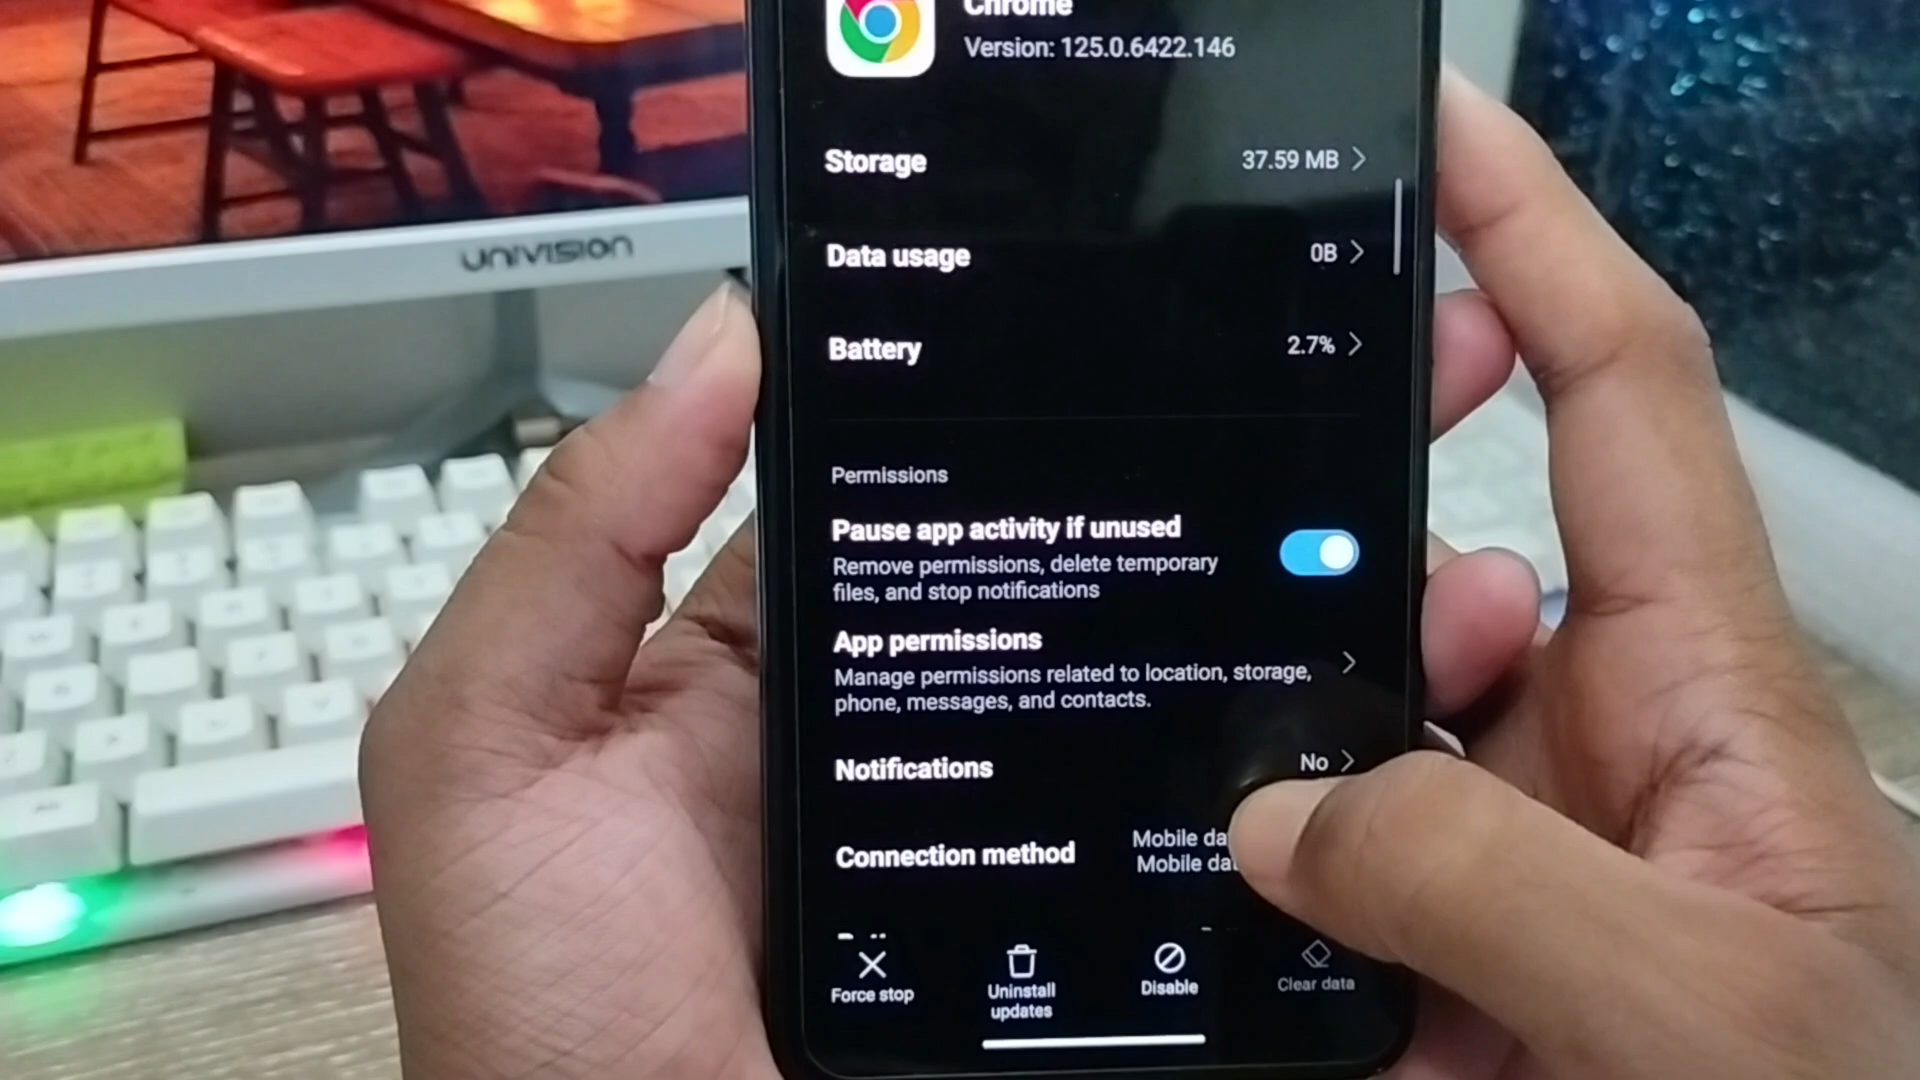 Chrome
Version: 125.0.6422.146
UNIVISION
Storage 37.59 MB
Data usage 0B
Battery 2.7%
Permissions
Pause app activity if unused
Remove permissions, delete temporary
files, and stop notifications
App permissions
Manage permissions related to location, storage,
phone, messages, and contacts.
Notifications No
Connection method Mobile
Mobile
Force stop
Uninstall
updates
Disable
Clear data